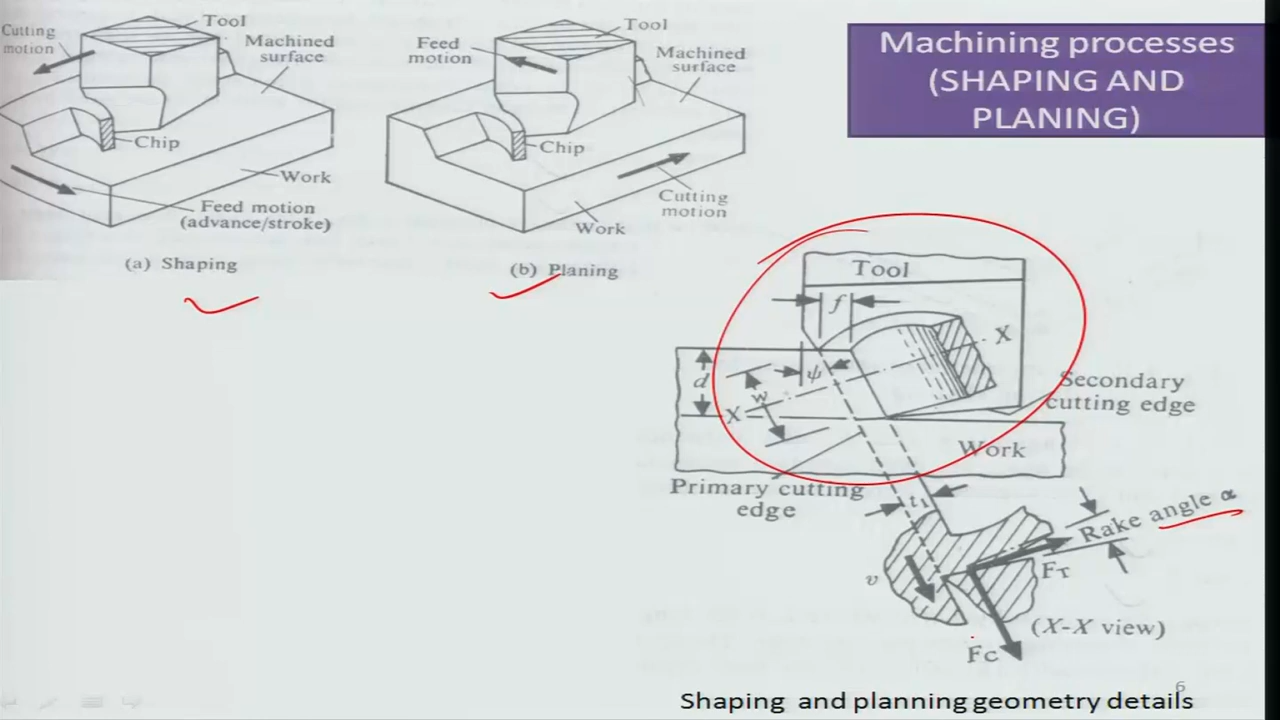 Machining processes
(SHAPING AND
PLANING)
Cutting
motion
Tool
Machined
surface
Chip
Work
Feed motion
(advance/stroke)
(a) Shaping
Feed
motion
Tool
Machined
surface
Chip
Cutting
motion
Work
(b) Planing
Tool
f
X
ψ
d
w
X
Secondary
cutting edge
Work
Primary cutting
edge
t1
Rake angle α
v
FT
(X-X view)
Fc
6
Shaping and planning geometry details